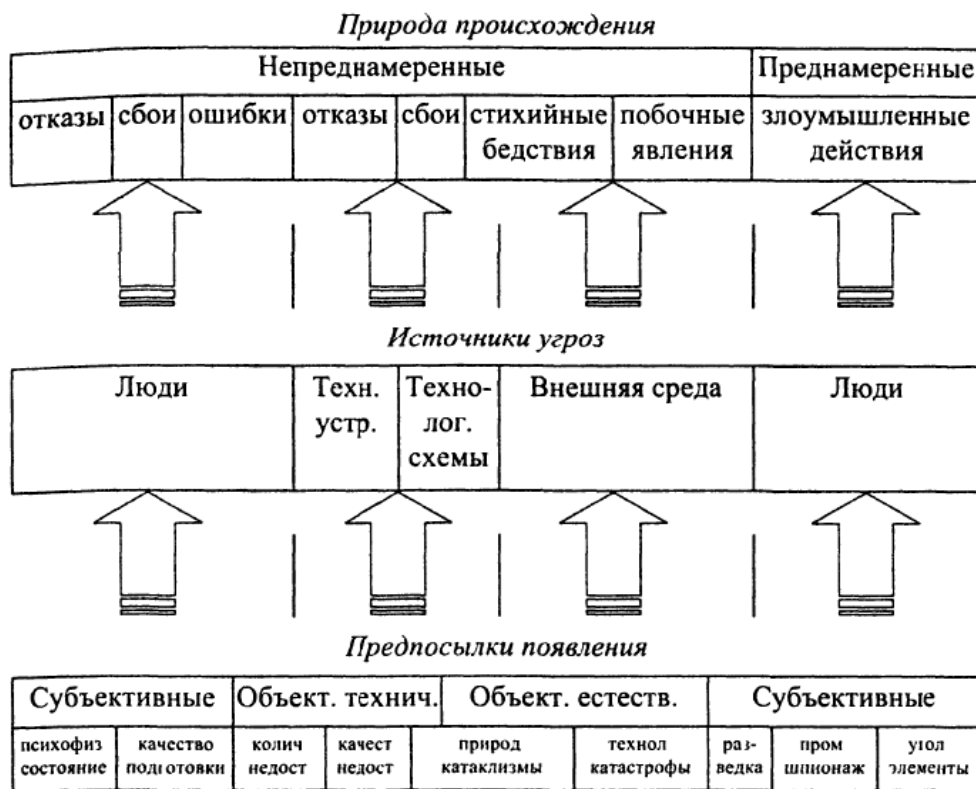 Природа происхождения
Непреднамеренные Преднамеренные
отказы сбои ошибки отказы сбои стихийные побочные злоумышленные
бедствия явления действия
Источники угроз
Люди Техн. Техно- Внешняя среда Люди
устр. лог.
схемы
Предпосылки появления
Субъективные Объект. технич. Объект. естеств. Субъективные
психофиз качество колич качест природ технол раз- пром угол
состояние подготовки недост недост катаклизмы катастрофы ведка шпионаж элементы